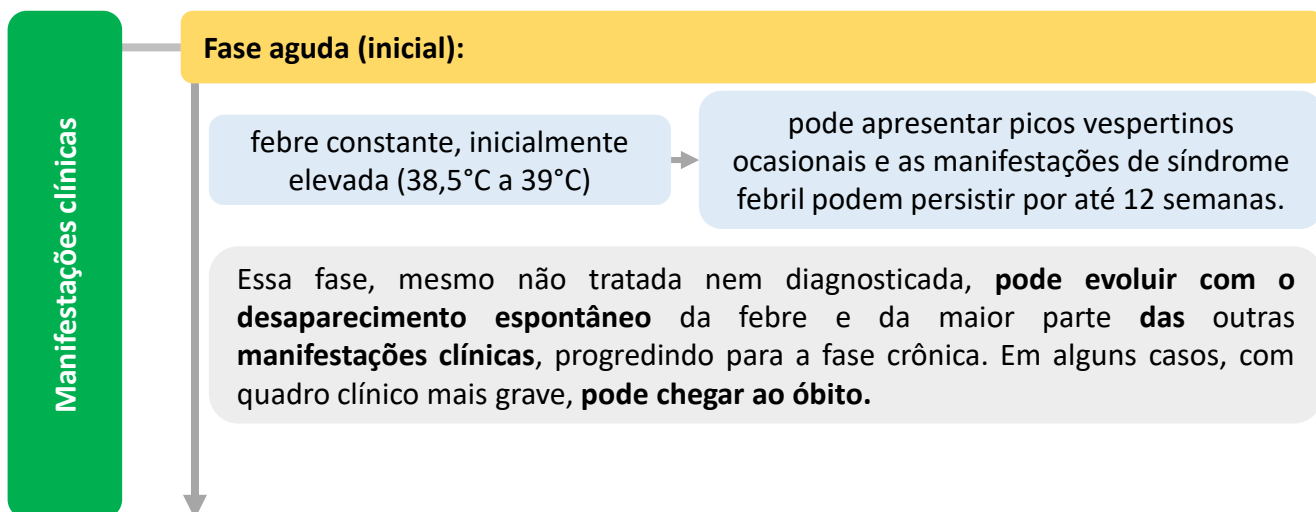 Manifestações clínicas
Fase aguda (inicial):
febre constante, inicialmente
elevada (38,5°C a 39°C)
pode apresentar picos vespertinos
ocasionais e as manifestações de síndrome
febril podem persistir por até 12 semanas.
Essa fase, mesmo não tratada nem diagnosticada, pode evoluir com o
desaparecimento espontâneo da febre e da maior parte das outras
manifestações clínicas, progredindo para a fase crônica. Em alguns casos, com
quadro clínico mais grave, pode chegar ao óbito.